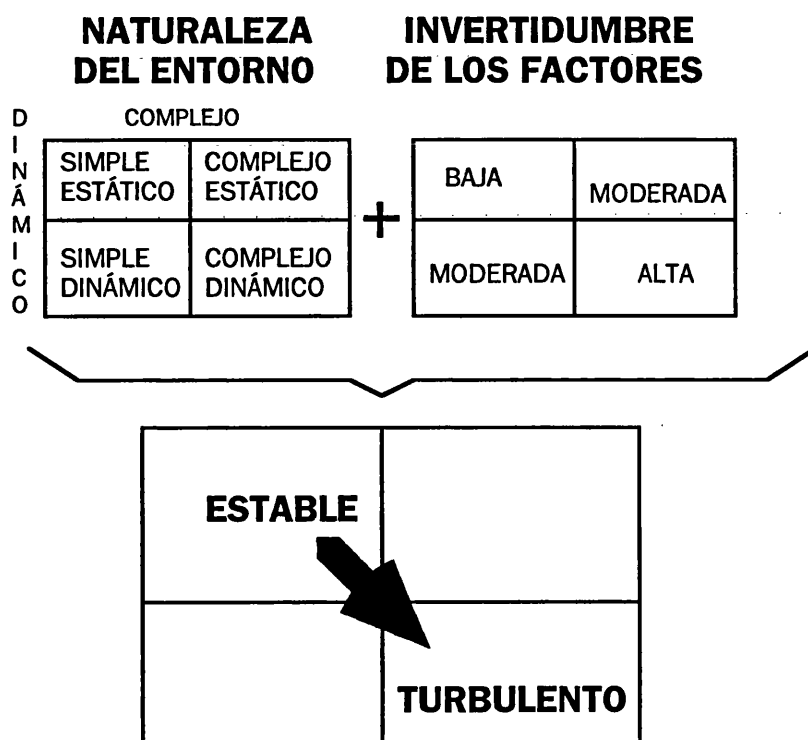 NATURALEZA
DEL ENTORNO
INVERTIDUMBRE
DE LOS FACTORES
DINÁMICO
COMPLEJO
SIMPLE
ESTÁTICO
COMPLEJO
ESTÁTICO
SIMPLE
DINÁMICO
COMPLEJO
DINÁMICO
+
BAJA
MODERADA
MODERADA
ALTA
ESTABLE
TURBULENTO